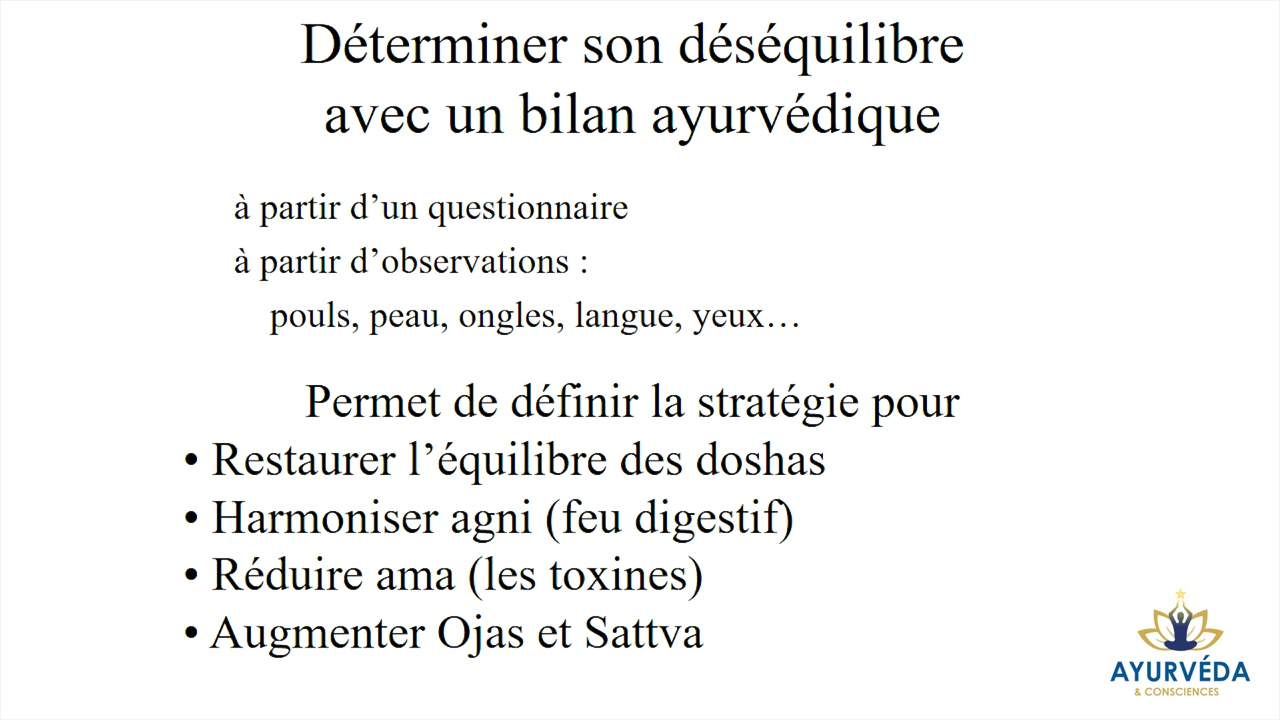 Déterminer son déséquilibre
avec un bilan ayurvédique
à partir d’un questionnaire
à partir d’observations :
pouls, peau, ongles, langue, yeux…
Permet de définir la stratégie pour
• Restaurer l’équilibre des doshas
• Harmoniser agni (feu digestif)
• Réduire ama (les toxines)
• Augmenter Ojas et Sattva
AYURVÉDA
& CONSCIENCES